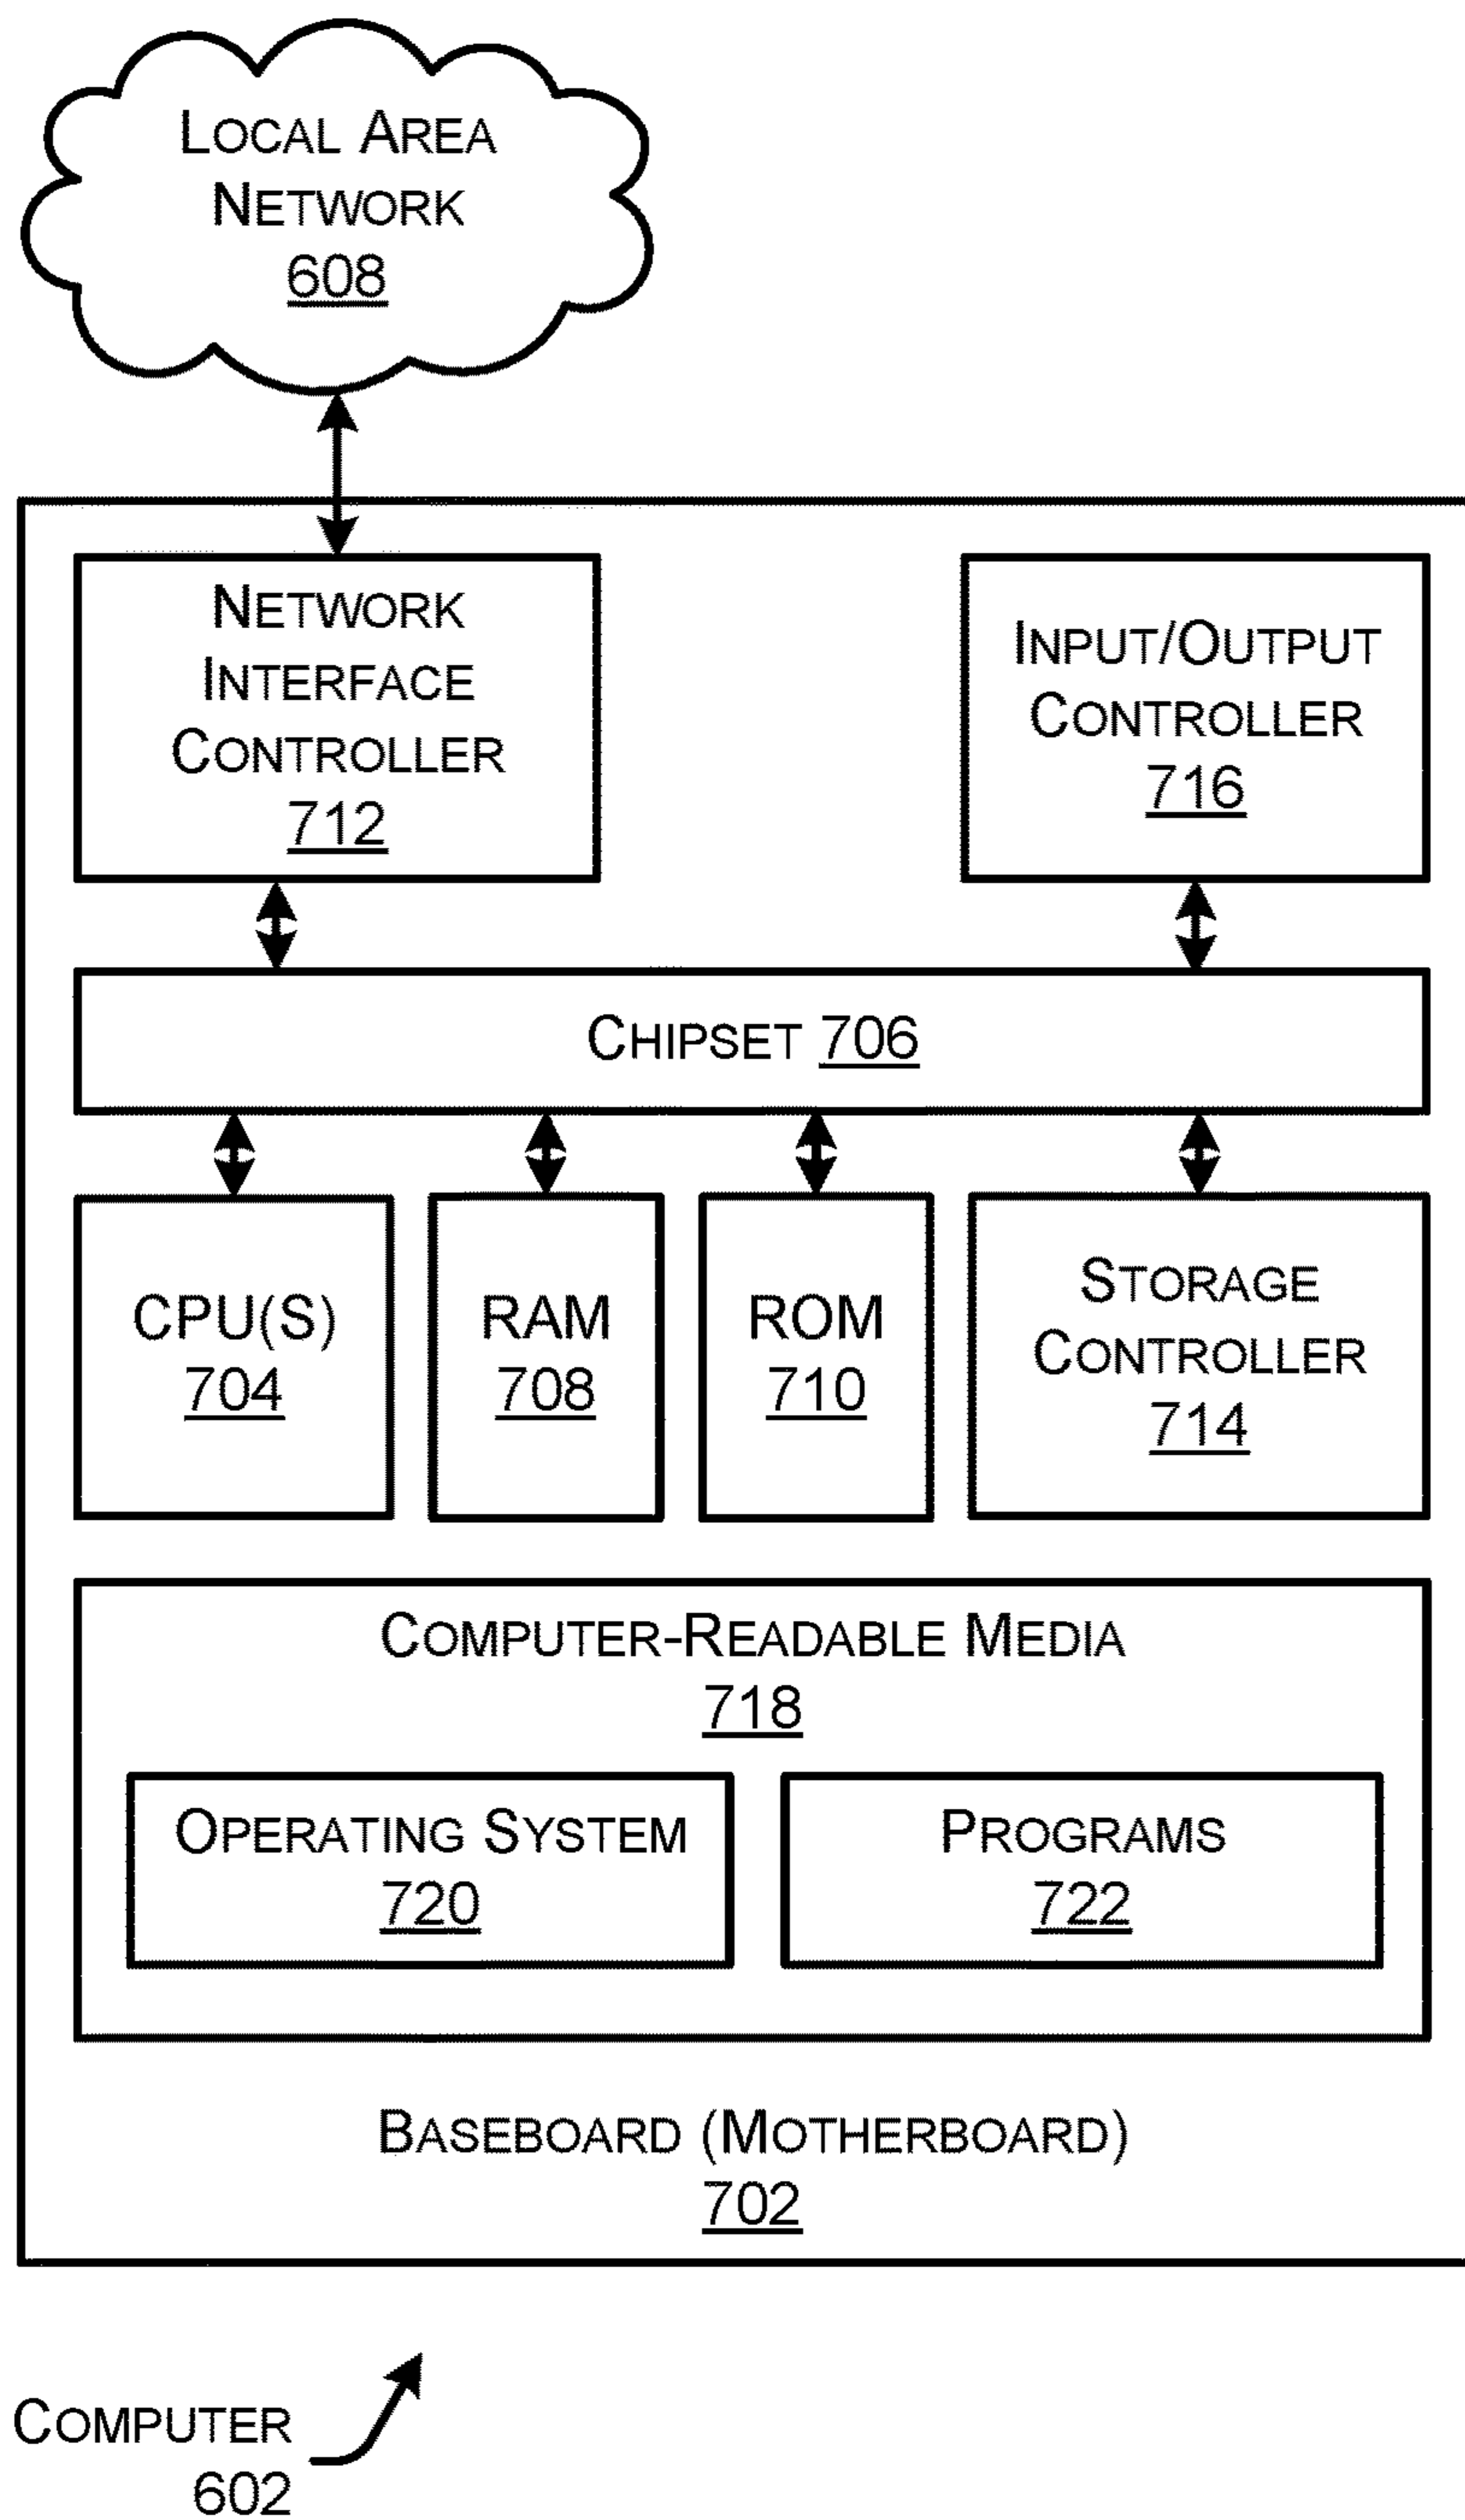 Local Area
Network
608
Network
Interface
Controller
712
Input/Output
Controller
716
Chipset 706
CPU(s)
704
RAM
708
ROM
710
Storage
Controller
714
Computer-Readable Media
718
Operating System
720
Programs
722
Baseboard (Motherboard)
702
Computer
602